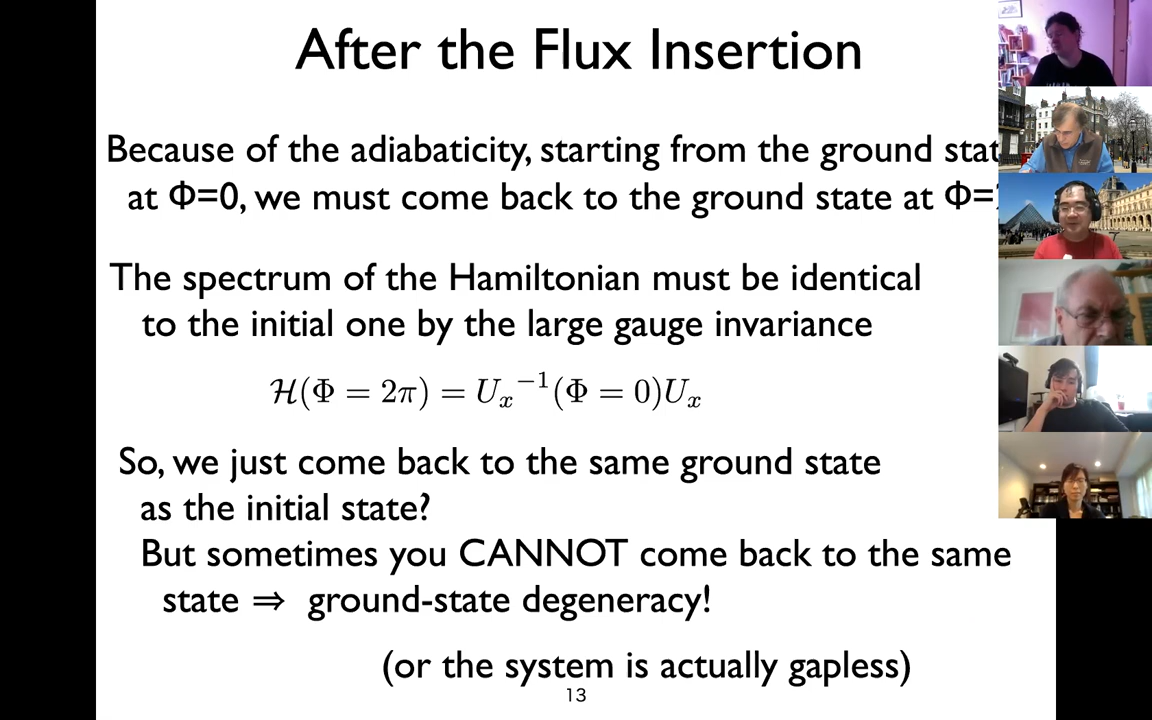 After the Flux Insertion
Because of the adiabaticity, starting from the ground
at Φ=0, we must come back to the ground state at Φ=
The spectrum of the Hamiltonian must be identical
to the initial one by the large gauge invariance
ℋ(Φ = 2π) = Uₓ⁻¹(Φ = 0)Uₓ
So, we just come back to the same ground state
as the initial state?
But sometimes you CANNOT come back to the same
state ⇒ ground-state degeneracy!
(or the system is actually gapless)
13